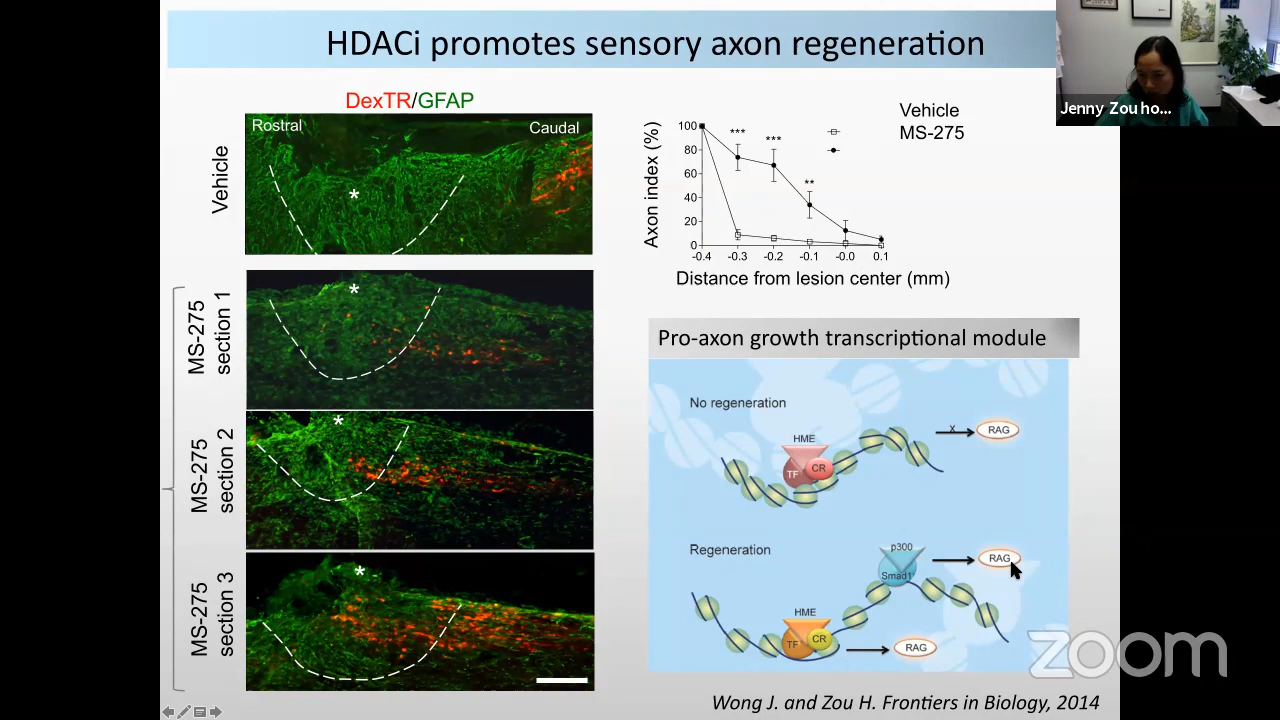 HDACi promotes sensory axon regeneration
Jenny Zou ho...
DexTR/GFAP
Rostral
Caudal
*
Vehicle
*
MS-275
section 1
*
MS-275
section 2
*
MS-275
section 3
Vehicle
MS-275
Axon index (%)
100
80
60
40
20
0
***
***
**
-0.4
-0.3
-0.2
-0.1
-0.0
0.1
Distance from lesion center (mm)
Pro-axon growth transcriptional module
No regeneration
HME
TF
CR
x
RAG
Regeneration
p300
Smad1
RAG
HME
TF
CR
RAG
zoom
Wong J. and Zou H. Frontiers in Biology, 2014